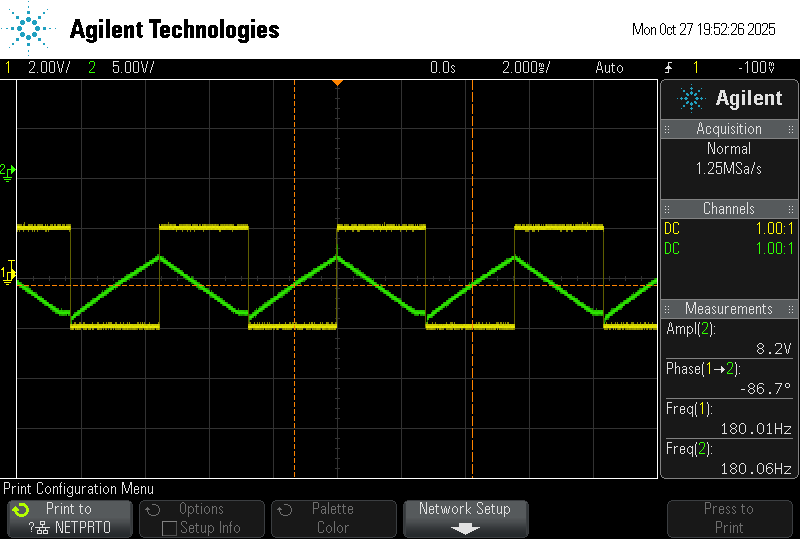 Agilent Technologies
Mon Oct 27 19:52:26 2025
1 2.00V/ 2 5.00V/ 0.0s 2.000ms/ Auto 1 -100mV
Agilent
Acquisition
Normal
1.25MSa/s
Channels
DC 1.00:1
DC 1.00:1
Measurements
Ampl(2):
8.2V
Phase(1→2):
-86.7°
Freq(1):
180.01Hz
Freq(2):
180.06Hz
2
1
T
Print Configuration Menu
Print to
? NETPRT0
Options
Setup Info
Palette
Color
Network Setup
Press to
Print